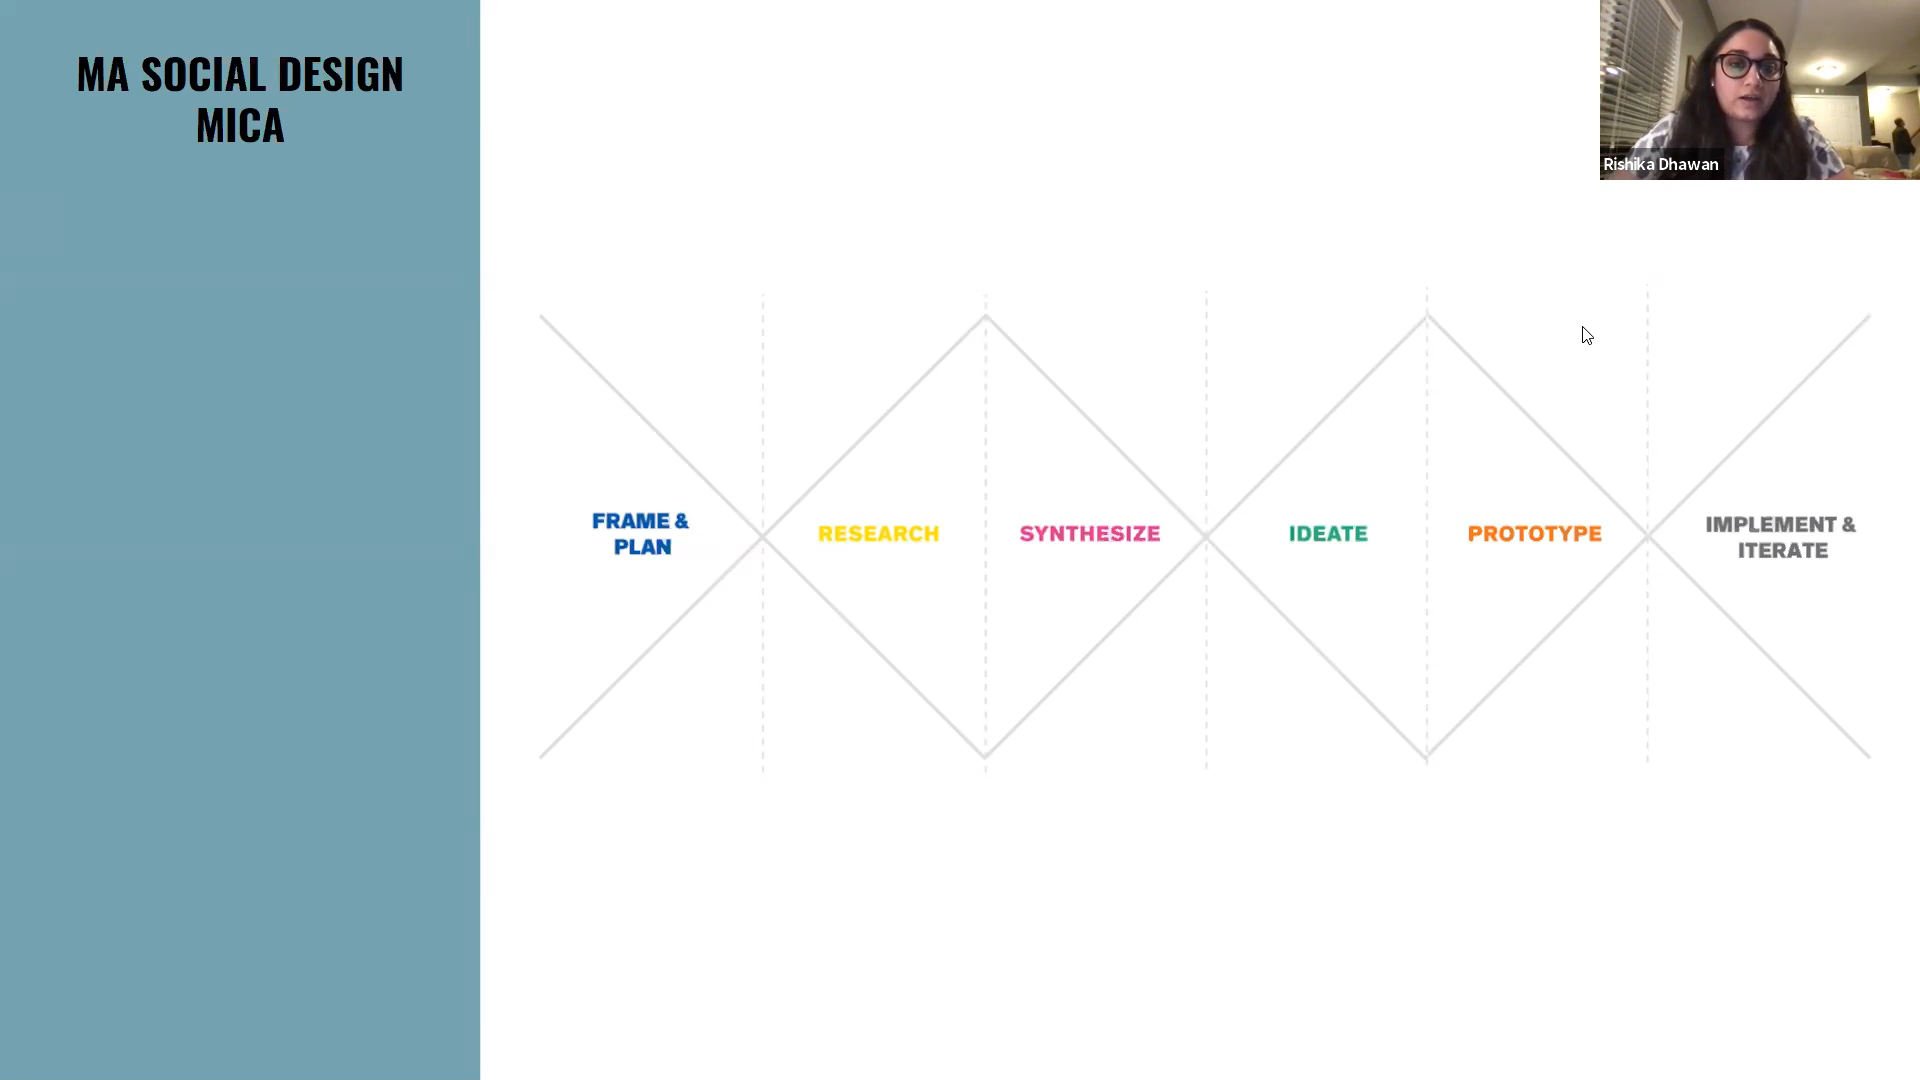 MA SOCIAL DESIGN
MICA
Rishika Dhawan
FRAME &
PLAN
RESEARCH
SYNTHESIZE
IDEATE
PROTOTYPE
IMPLEMENT &
ITERATE